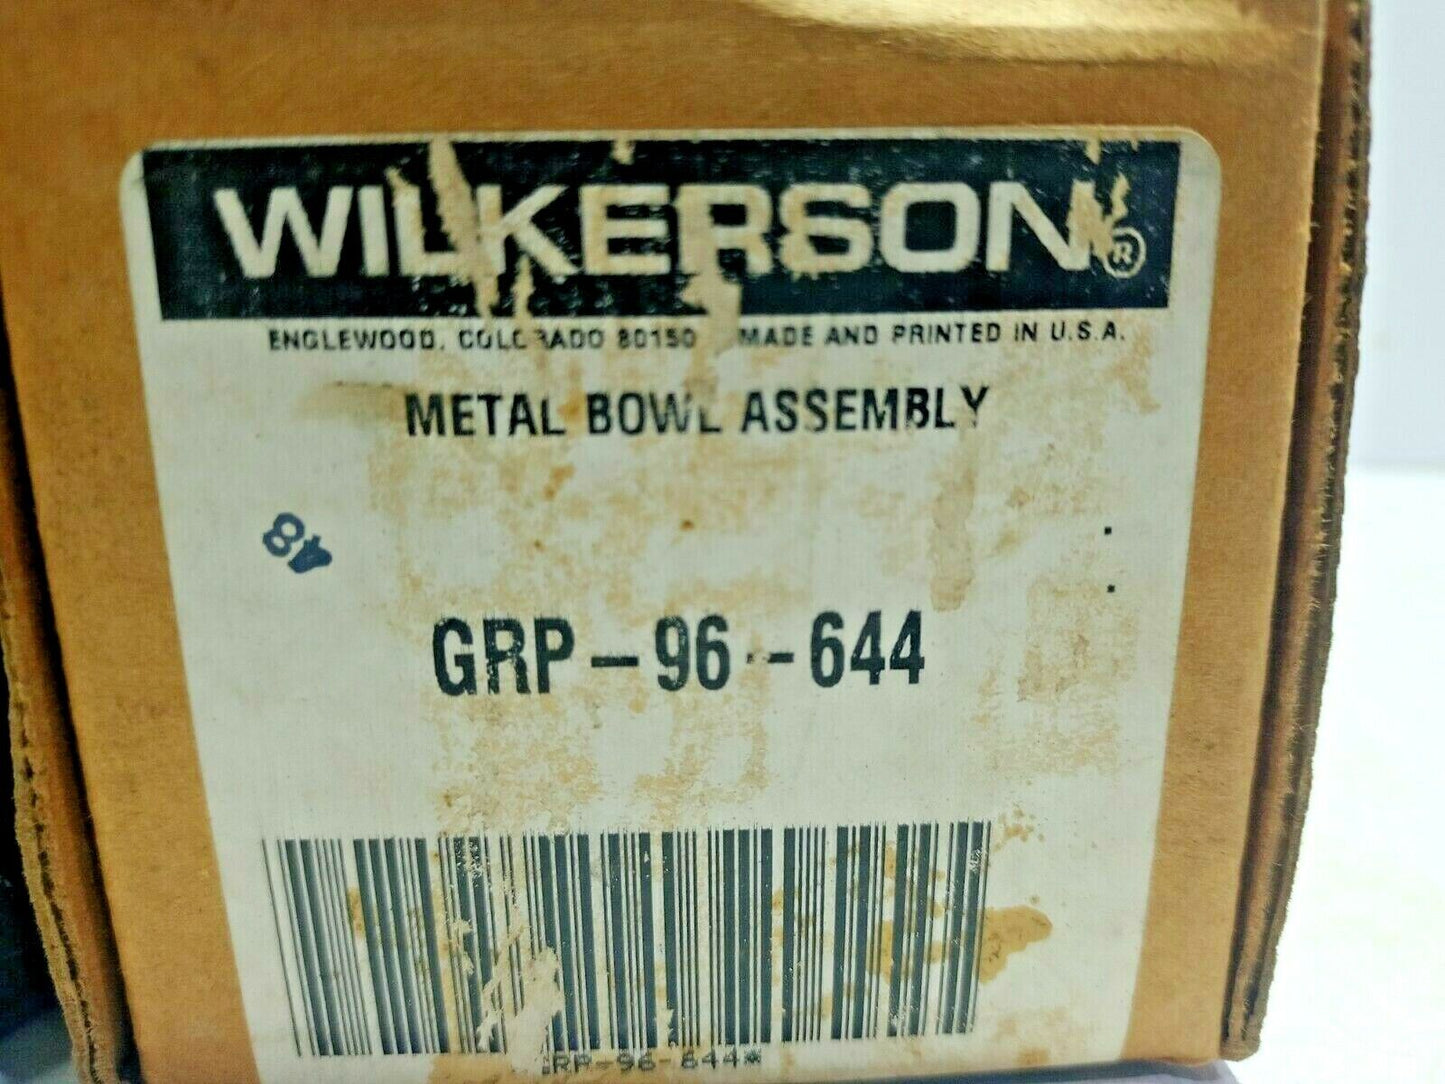 WILKERSON®
ENGLEWOOD, COLORADO 80150 MADE AND PRINTED IN U.S.A.
METAL BOWL ASSEMBLY
48
GRP-96-644
RP-96-644*